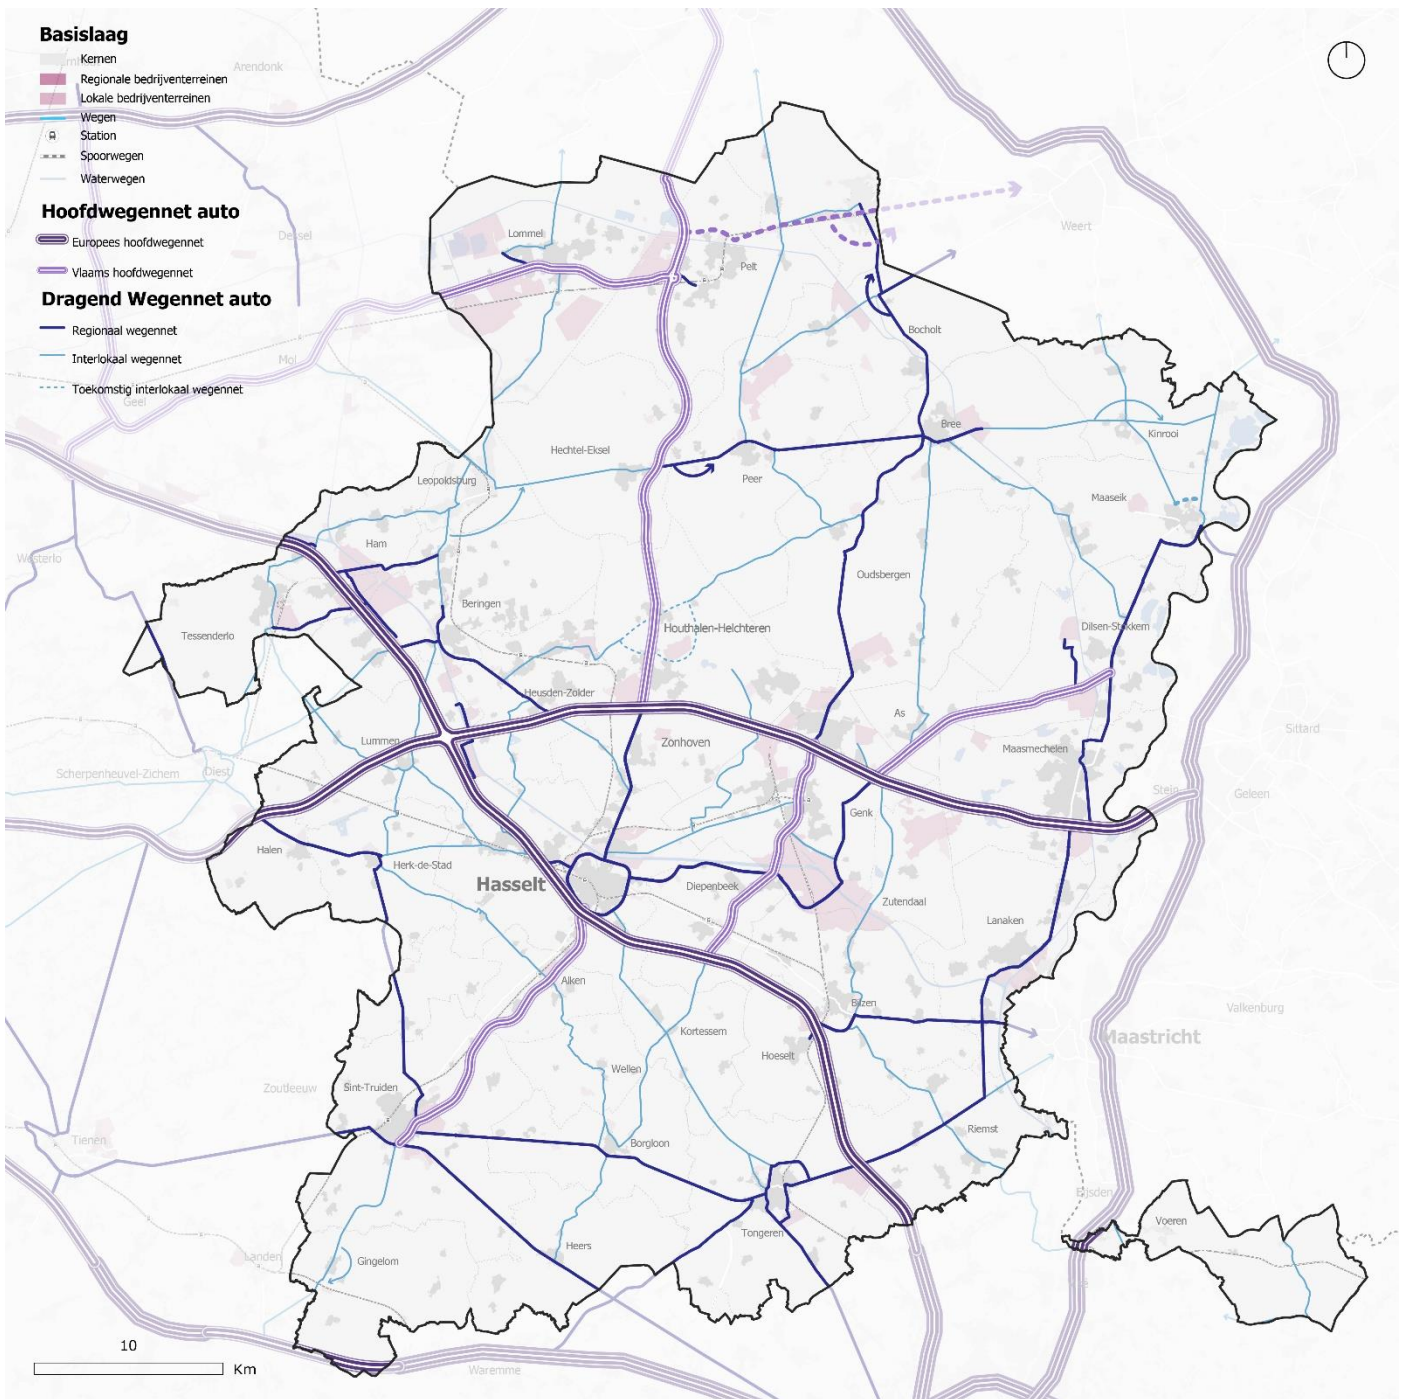 Basislaag
Kernen
Regionale bedrijventerreinen
Lokale bedrijventerreinen
Wegen
Station
Spoorwegen
Waterwegen
Hoofdwegennet auto
Europees hoofdwegennet
Vlaams hoofdwegennet
Dragend Wegennet auto
Regionaal wegennet
Interlokaal wegennet
Toekomstig interlokaal wegennet
Arendonk
Dessel
Lommel
Weert
Pelt
Bocholt
Mol
Geel
Bree
Kinrooi
Hechtel-Eksel
Leopoldsburg
Peer
Maaseik
Ham
Westerlo
Oudsbergen
Beringen
Tessenderlo
Houthalen-Helchteren
Dilsen-Stokkem
Heusden-Zolder
As
Sittard
Lummen
Zonhoven
Maasmechelen
Scherpenheuvel-Zichem
Diest
Stein
Geleen
Genk
Halen
Herk-de-Stad
Hasselt
Diepenbeek
Zutendaal
Lanaken
Alken
Bilzen
Valkenburg
Kortessem
Maastricht
Hoeselt
Wellen
Zoutleeuw
Sint-Truiden
Riemst
Tienen
Borgloon
Eijsden
Voeren
Tongeren
Heers
Landen
Gingelom
10
Km
Waremme